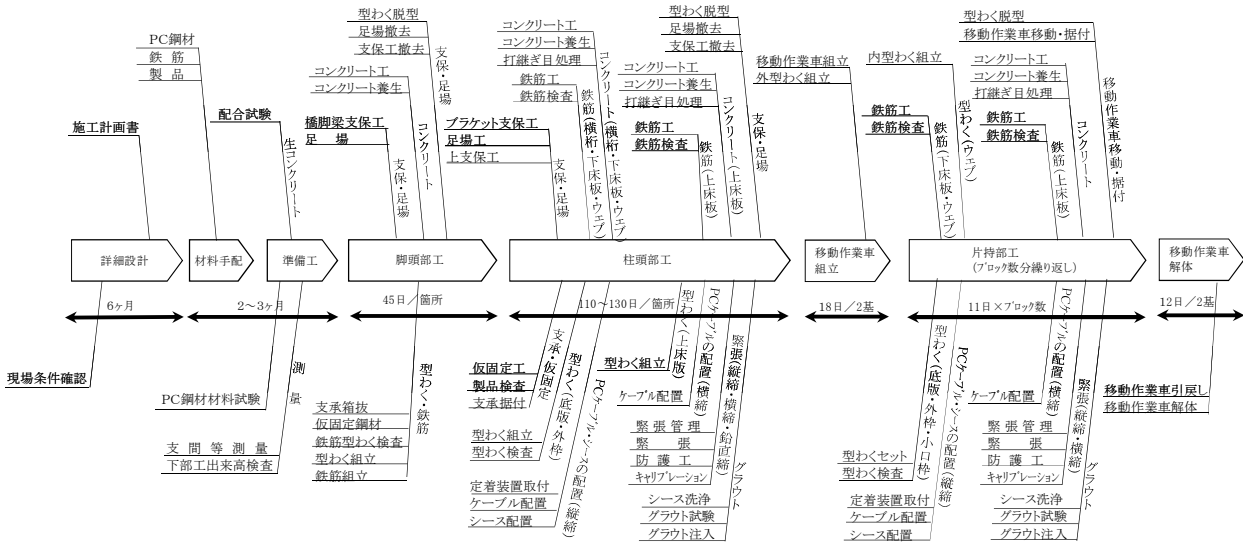 PC鋼材
鉄筋
製品
施工計画書
配合試験
生コンクリート
型わく脱型
足場撤去
支保工撤去
支保・足場
コンクリート工
コンクリート養生
コンクリート
橋脚梁支保工
足場
支保・足場
コンクリート工
コンクリート養生
打継ぎ目処理
コンクリート(横桁・下床板・ウェブ)
鉄筋工
鉄筋検査
鉄筋(横桁・下床板・ウェブ)
ブラケット支保工
足場工
上支保工
支保・足場
型わく脱型
足場撤去
支保工撤去
支保・足場
コンクリート工
コンクリート養生
打継ぎ目処理
コンクリート(上床板)
鉄筋工
鉄筋検査
鉄筋(上床板)
移動作業車組立
外型わく組立
内型わく組立
型わく(ウェブ)
鉄筋工
鉄筋検査
鉄筋(下床板・ウェブ)
型わく脱型
移動作業車移動・据付
移動作業車移動・据付
コンクリート工
コンクリート養生
打継ぎ目処理
コンクリート
鉄筋工
鉄筋検査
鉄筋(上床板)
詳細設計
材料手配
準備工
脚頭部工
柱頭部工
移動作業車
組立
片持部工
(ブロック数分繰り返し)
移動作業車
解体
6ヶ月
2～3ヶ月
45日／箇所
110～130日／箇所
18日／2基
11日×ブロック数
12日／2基
現場条件確認
PC鋼材材料試験
測量
支間等測量
下部工出来高検査
型わく・鉄筋
支承箱抜
仮固定鋼材
鉄筋型わく検査
型わく組立
鉄筋組立
支承・仮固定
仮固定工
製品検査
支承据付
型わく(底版・外枠)
型わく組立
型わく検査
PCケーブル・シースの配置(縦締)
定着装置取付
ケーブル配置
シース配置
型わく(上床版)
型わく組立
PCケーブルの配置(横締)
ケーブル配置
緊張(縦締・横締・鉛直締)
緊張管理
緊張
防護工
キャリブレーション
グラウト
シース洗浄
グラウト試験
グラウト注入
型わく(底版・外枠・小口枠)
型わくセット
型わく検査
PCケーブル・シースの配置(縦締)
定着装置取付
ケーブル配置
シース配置
PCケーブルの配置(横締)
ケーブル配置
緊張(縦締・横締)
緊張管理
緊張
防護工
キャリブレーション
グラウト
シース洗浄
グラウト試験
グラウト注入
移動作業車引戻し
移動作業車解体